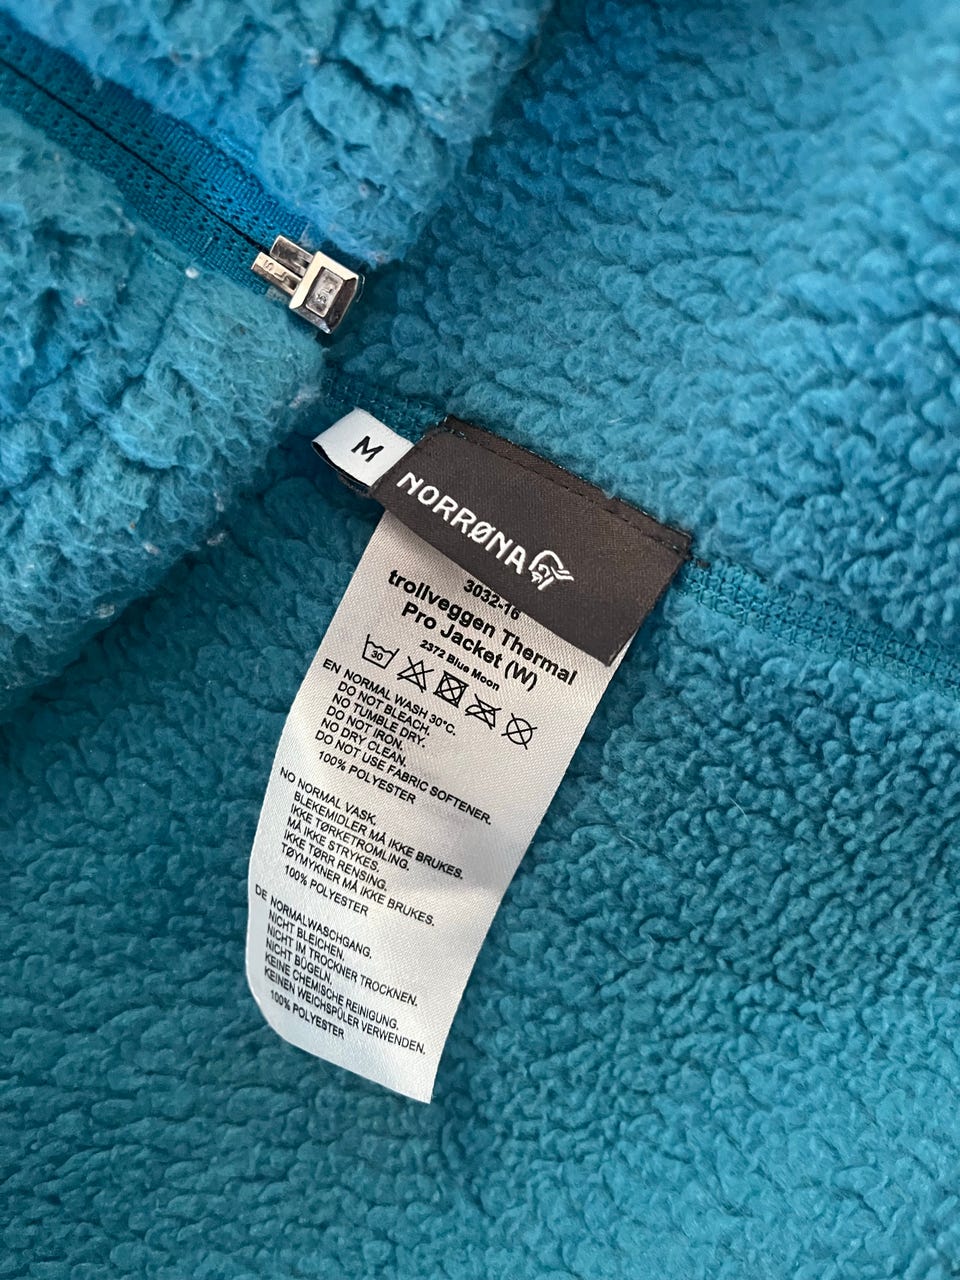 M
NORRØNA
3032-16
trollveggen Thermal
Pro Jacket (W)
2372 Blue Moon
30
EN NORMAL WASH 30°C.
DO NOT BLEACH.
NO TUMBLE DRY.
DO NOT IRON.
NO DRY CLEAN.
DO NOT USE FABRIC SOFTENER.
100% POLYESTER
NO NORMAL VASK.
BLEKEMIDLER MÅ IKKE BRUKES.
IKKE TØRKETROMLING.
MÅ IKKE STRYKES.
IKKE TØRR RENSING.
TØYMYKNER MÅ IKKE BRUKES.
100% POLYESTER
DE NORMALWASCHGANG.
NICHT BLEICHEN.
NICHT IM TROCKNER TROCKNEN.
NICHT BÜGELN.
KEINE CHEMISCHE REINIGUNG.
KEINEN WEICHSPÜLER VERWENDEN.
100% POLYESTER